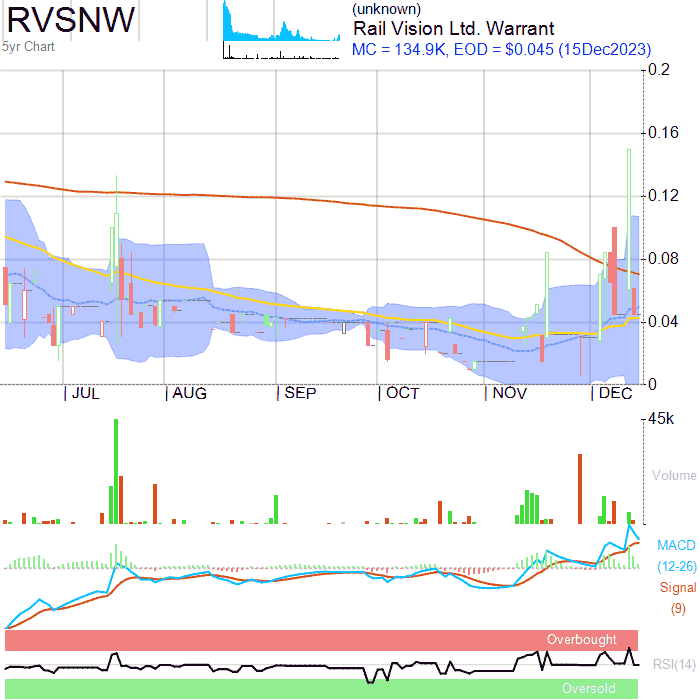 RVSNW
5yr Chart
(unknown)
Rail Vision Ltd. Warrant
MC = 134.9K, EOD = $0.045 (15Dec2023)
0.2
0.16
0.12
0.08
0.04
0
JUL AUG SEP OCT NOV DEC
45k
Volume
MACD
(12-26)
Signal
(9)
Overbought
RSI(14)
Oversold